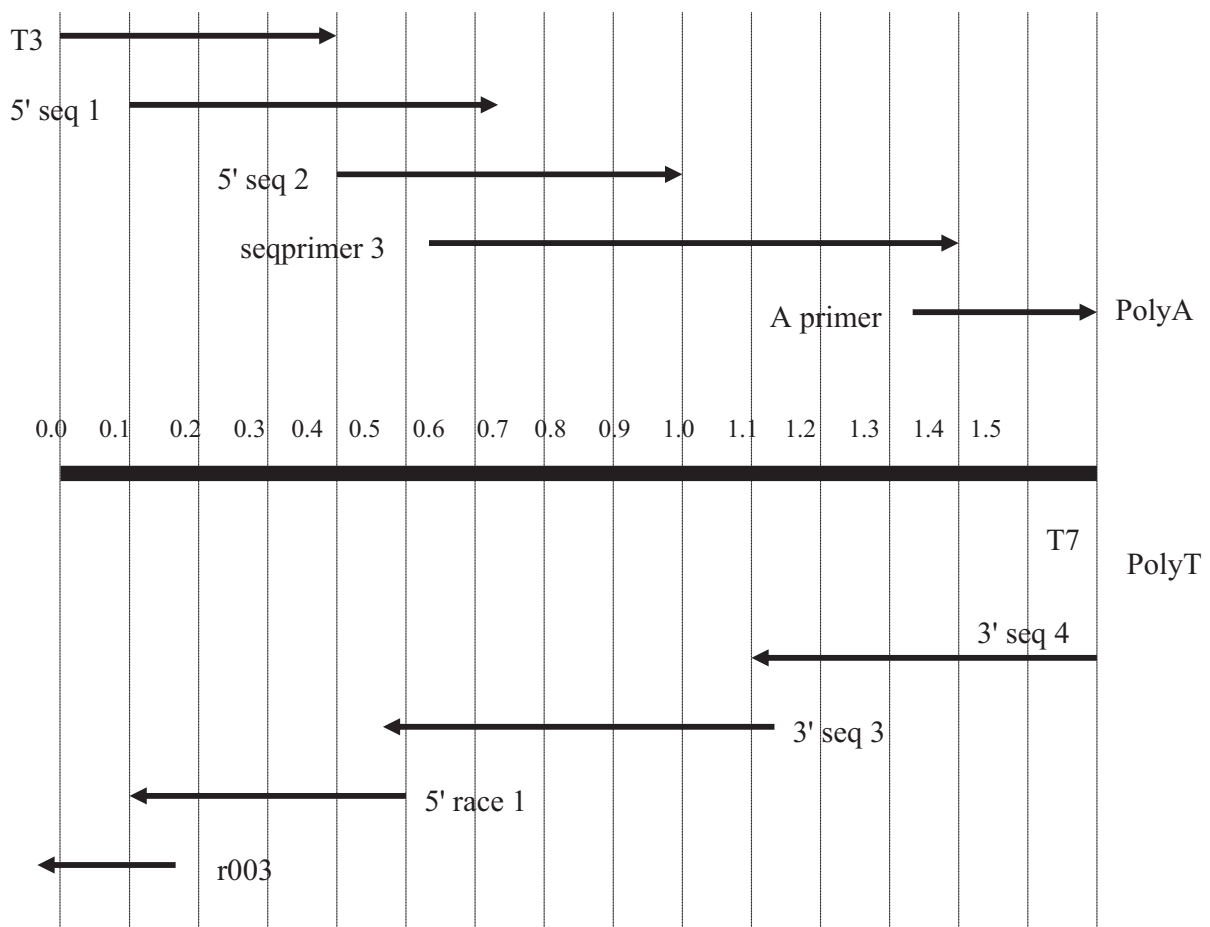 T3
5' seq 1
5' seq 2
seqprimer 3
A primer
PolyA
0.0 0.1 0.2 0.3 0.4 0.5 0.6 0.7 0.8 0.9 1.0 1.1 1.2 1.3 1.4 1.5
T7
PolyT
3' seq 4
3' seq 3
5' race 1
r003